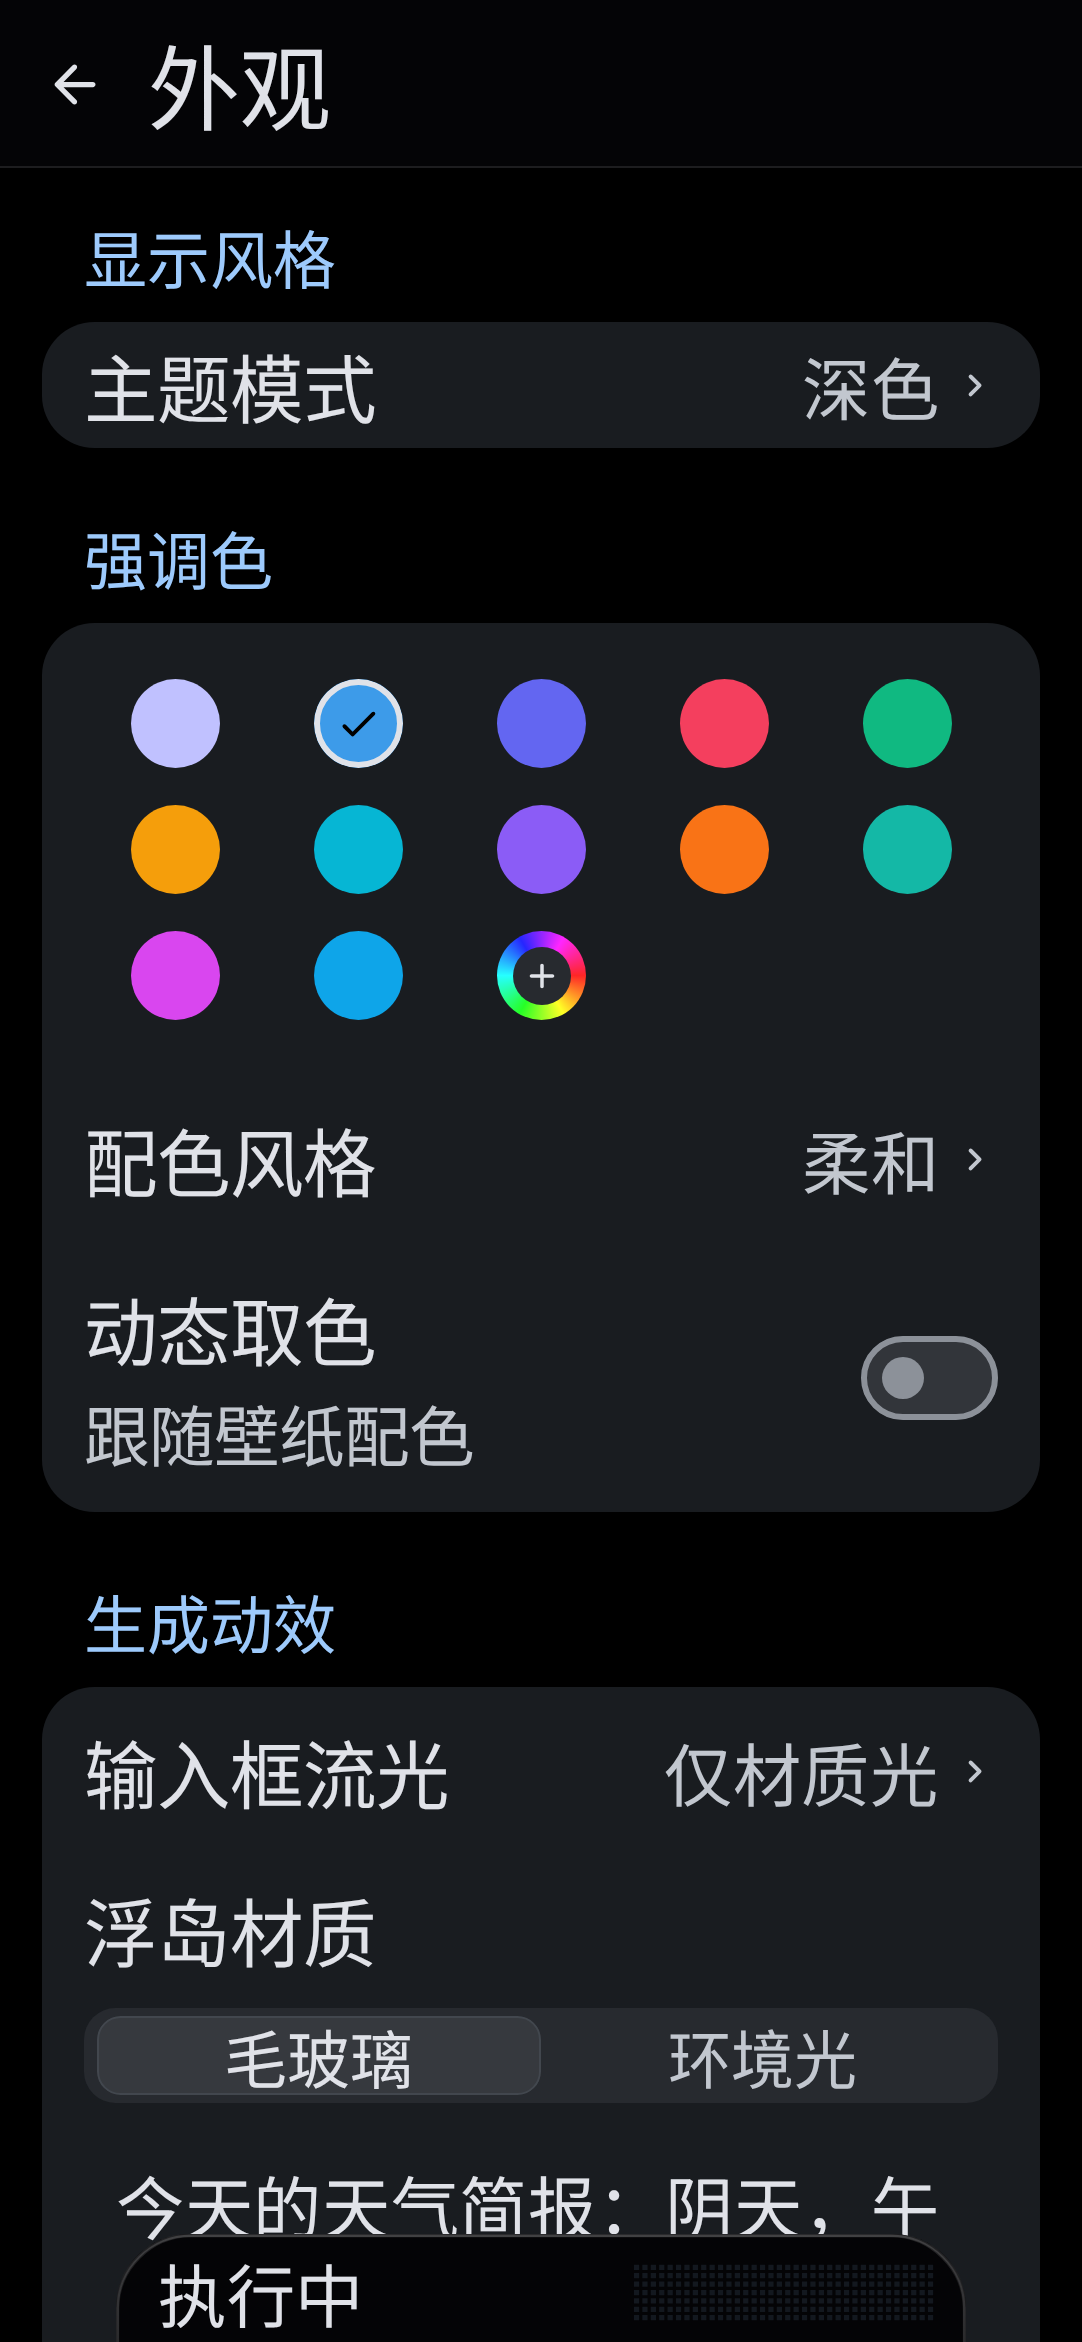 外观
显示风格
主题模式 深色
强调色
配色风格 柔和
动态取色
跟随壁纸配色
生成动效
输入框流光 仅材质光
浮岛材质
毛玻璃 环境光
今天的天气简报：阴天，午
执行中